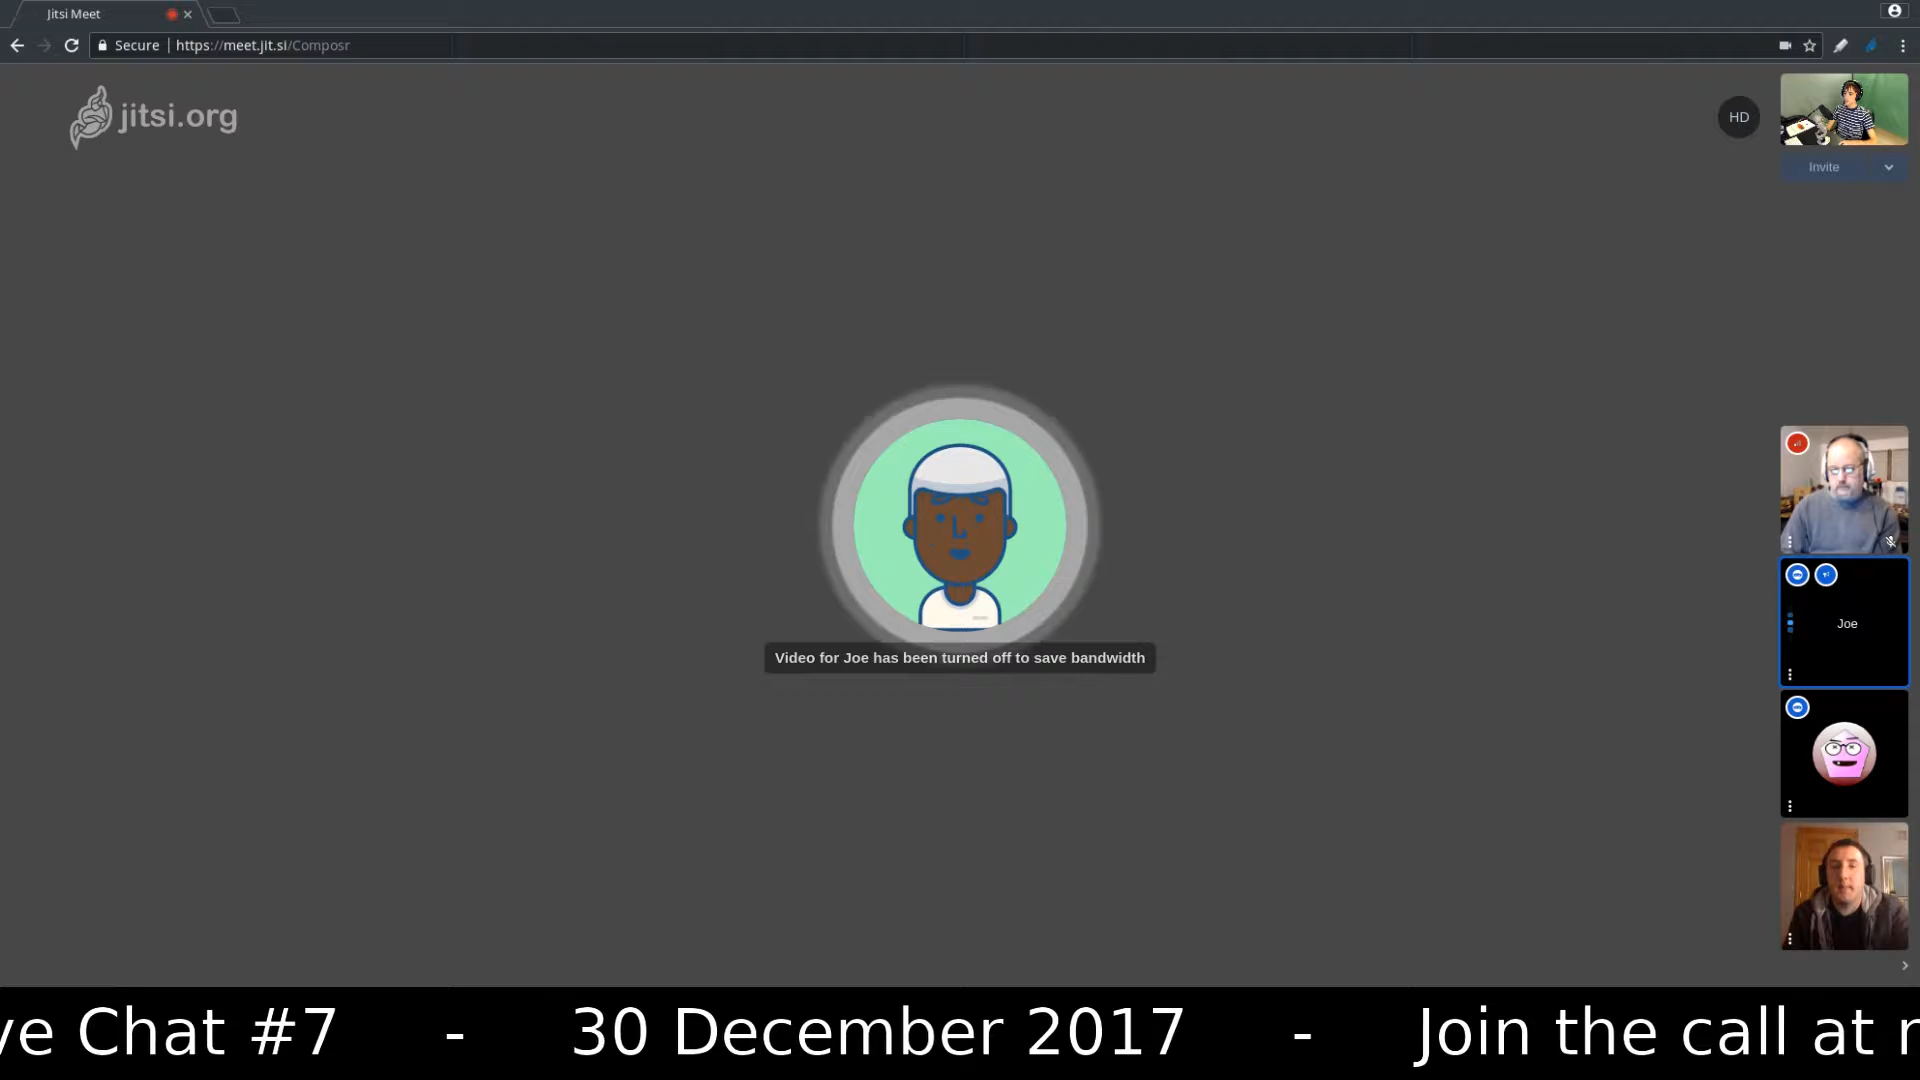 Jitsi Meet
Secure
https://meet.jit.si/Composr
jitsi.org
HD
Invite
Joe
Video for Joe has been turned off to save bandwidth
ve Chat #7 - 30 December 2017 - Join the call at